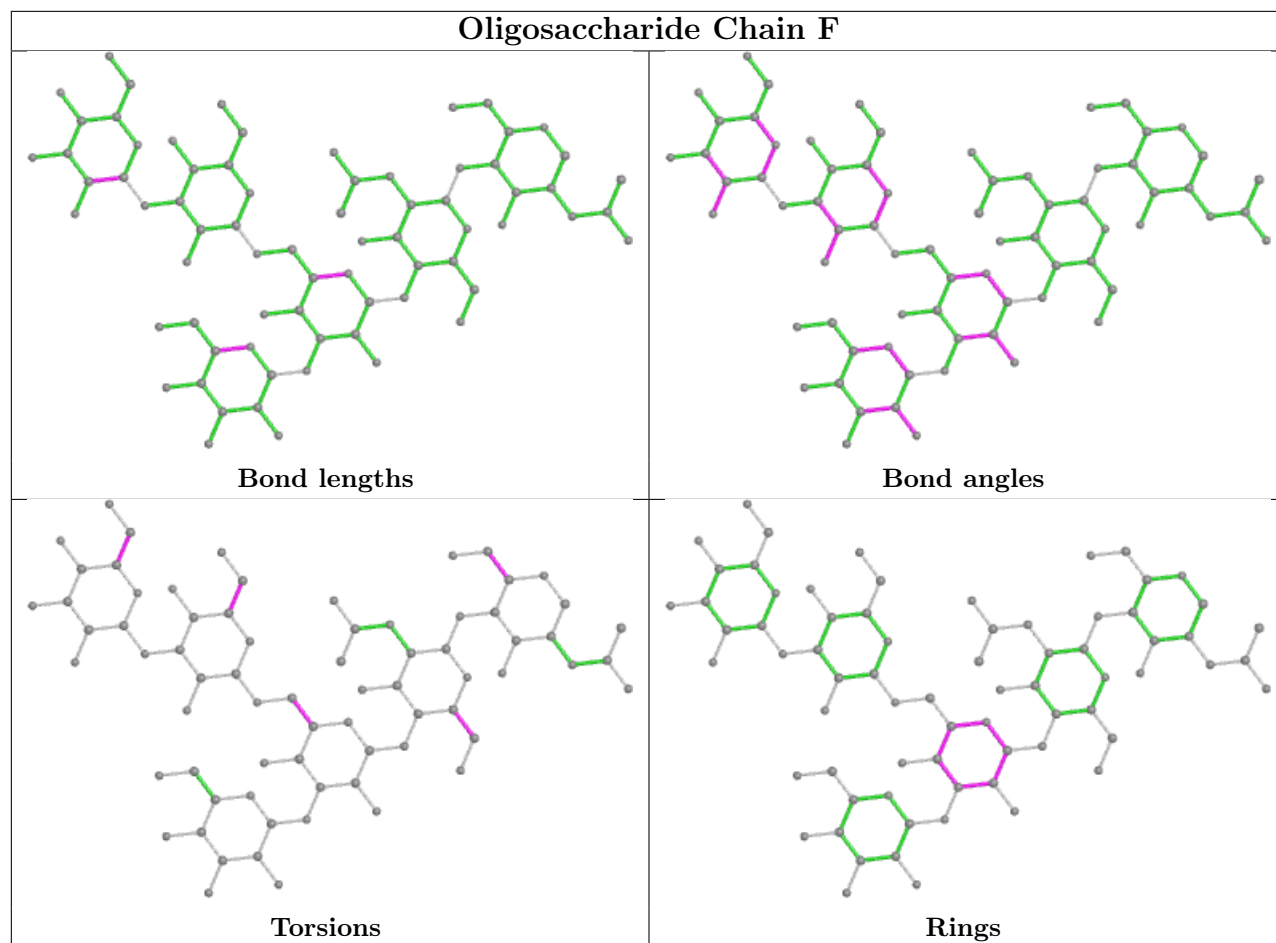 Oligosaccharide Chain F
Bond lengths
Bond angles
Torsions
Rings